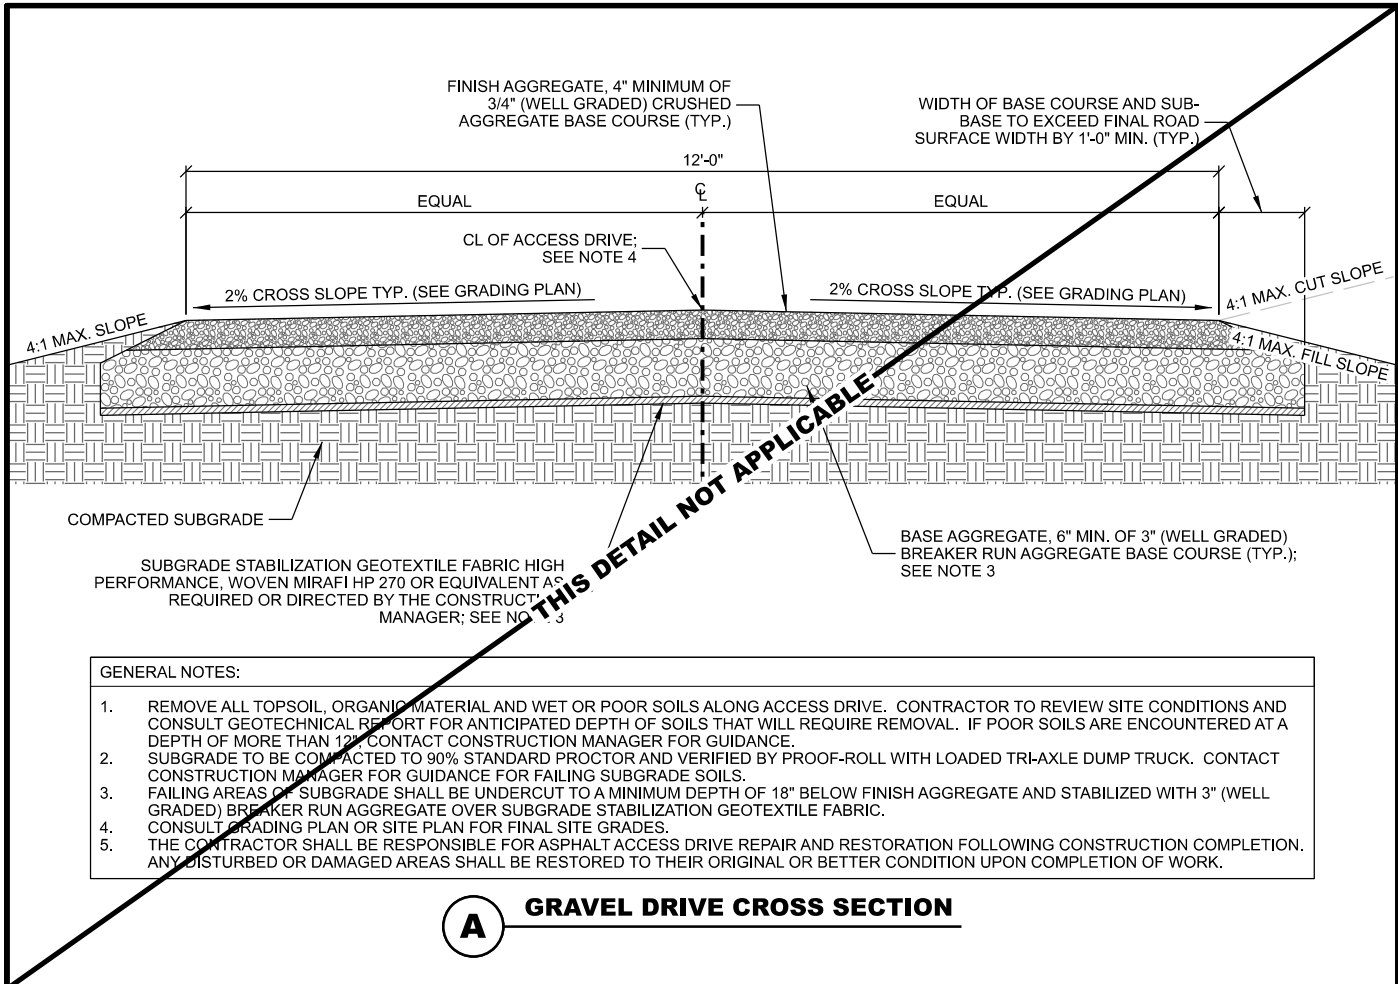 FINISH AGGREGATE, 4" MINIMUM OF
3/4" (WELL GRADED) CRUSHED
AGGREGATE BASE COURSE (TYP.)
WIDTH OF BASE COURSE AND SUB-
BASE TO EXCEED FINAL ROAD
SURFACE WIDTH BY 1'-0" MIN. (TYP.)
12'-0"
EQUAL
CL
EQUAL
CL OF ACCESS DRIVE;
SEE NOTE 4
2% CROSS SLOPE TYP. (SEE GRADING PLAN)
2% CROSS SLOPE TYP. (SEE GRADING PLAN)
4:1 MAX. CUT SLOPE
4:1 MAX. SLOPE
4:1 MAX. FILL SLOPE
THIS DETAIL NOT APPLICABLE
COMPACTED SUBGRADE
SUBGRADE STABILIZATION GEOTEXTILE FABRIC HIGH
PERFORMANCE, WOVEN MIRAFI HP 270 OR EQUIVALENT AS
REQUIRED OR DIRECTED BY THE
MANAGER; SEE
BASE AGGREGATE, 6" MIN. OF 3" (WELL GRADED)
BREAKER RUN AGGREGATE BASE COURSE (TYP.);
SEE NOTE 3
GENERAL NOTES:
1. REMOVE ALL TOPSOIL, ORGANIC MATERIAL AND WET OR POOR SOILS ALONG ACCESS DRIVE. CONTRACTOR TO REVIEW SITE CONDITIONS AND
CONSULT GEOTECHNICAL REPORT FOR ANTICIPATED DEPTH OF SOILS THAT WILL REQUIRE REMOVAL. IF POOR SOILS ARE ENCOUNTERED AT A
DEPTH OF MORE THAN 12", CONTACT CONSTRUCTION MANAGER FOR GUIDANCE.
2. SUBGRADE TO BE COMPACTED TO 90% STANDARD PROCTOR AND VERIFIED BY PROOF-ROLL WITH LOADED TRI-AXLE DUMP TRUCK. CONTACT
CONSTRUCTION MANAGER FOR GUIDANCE FOR FAILING SUBGRADE SOILS.
3. FAILING AREAS OF SUBGRADE SHALL BE UNDERCUT TO A MINIMUM DEPTH OF 18" BELOW FINISH AGGREGATE AND STABILIZED WITH 3" (WELL
GRADED) BREAKER RUN AGGREGATE OVER SUBGRADE STABILIZATION GEOTEXTILE FABRIC.
4. CONSULT GRADING PLAN OR SITE PLAN FOR FINAL SITE GRADES.
5. THE CONTRACTOR SHALL BE RESPONSIBLE FOR ASPHALT ACCESS DRIVE REPAIR AND RESTORATION FOLLOWING CONSTRUCTION COMPLETION.
ANY DISTURBED OR DAMAGED AREAS SHALL BE RESTORED TO THEIR ORIGINAL OR BETTER CONDITION UPON COMPLETION OF WORK.
A
GRAVEL DRIVE CROSS SECTION